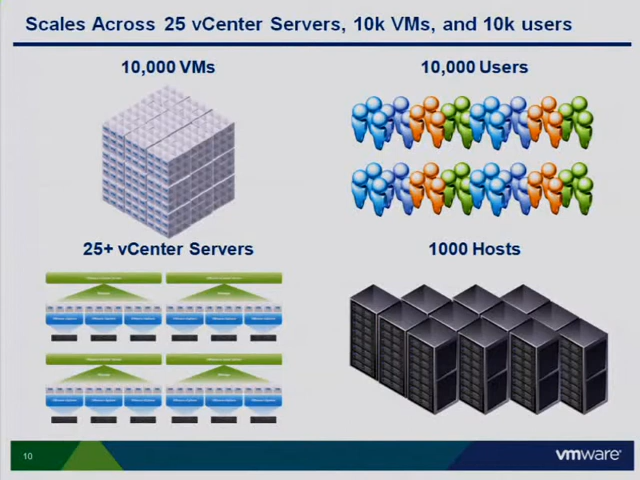 Scales Across 25 vCenter Servers, 10k VMs, and 10k users
10,000 VMs
10,000 Users
25+ vCenter Servers
1000 Hosts
10
vmware